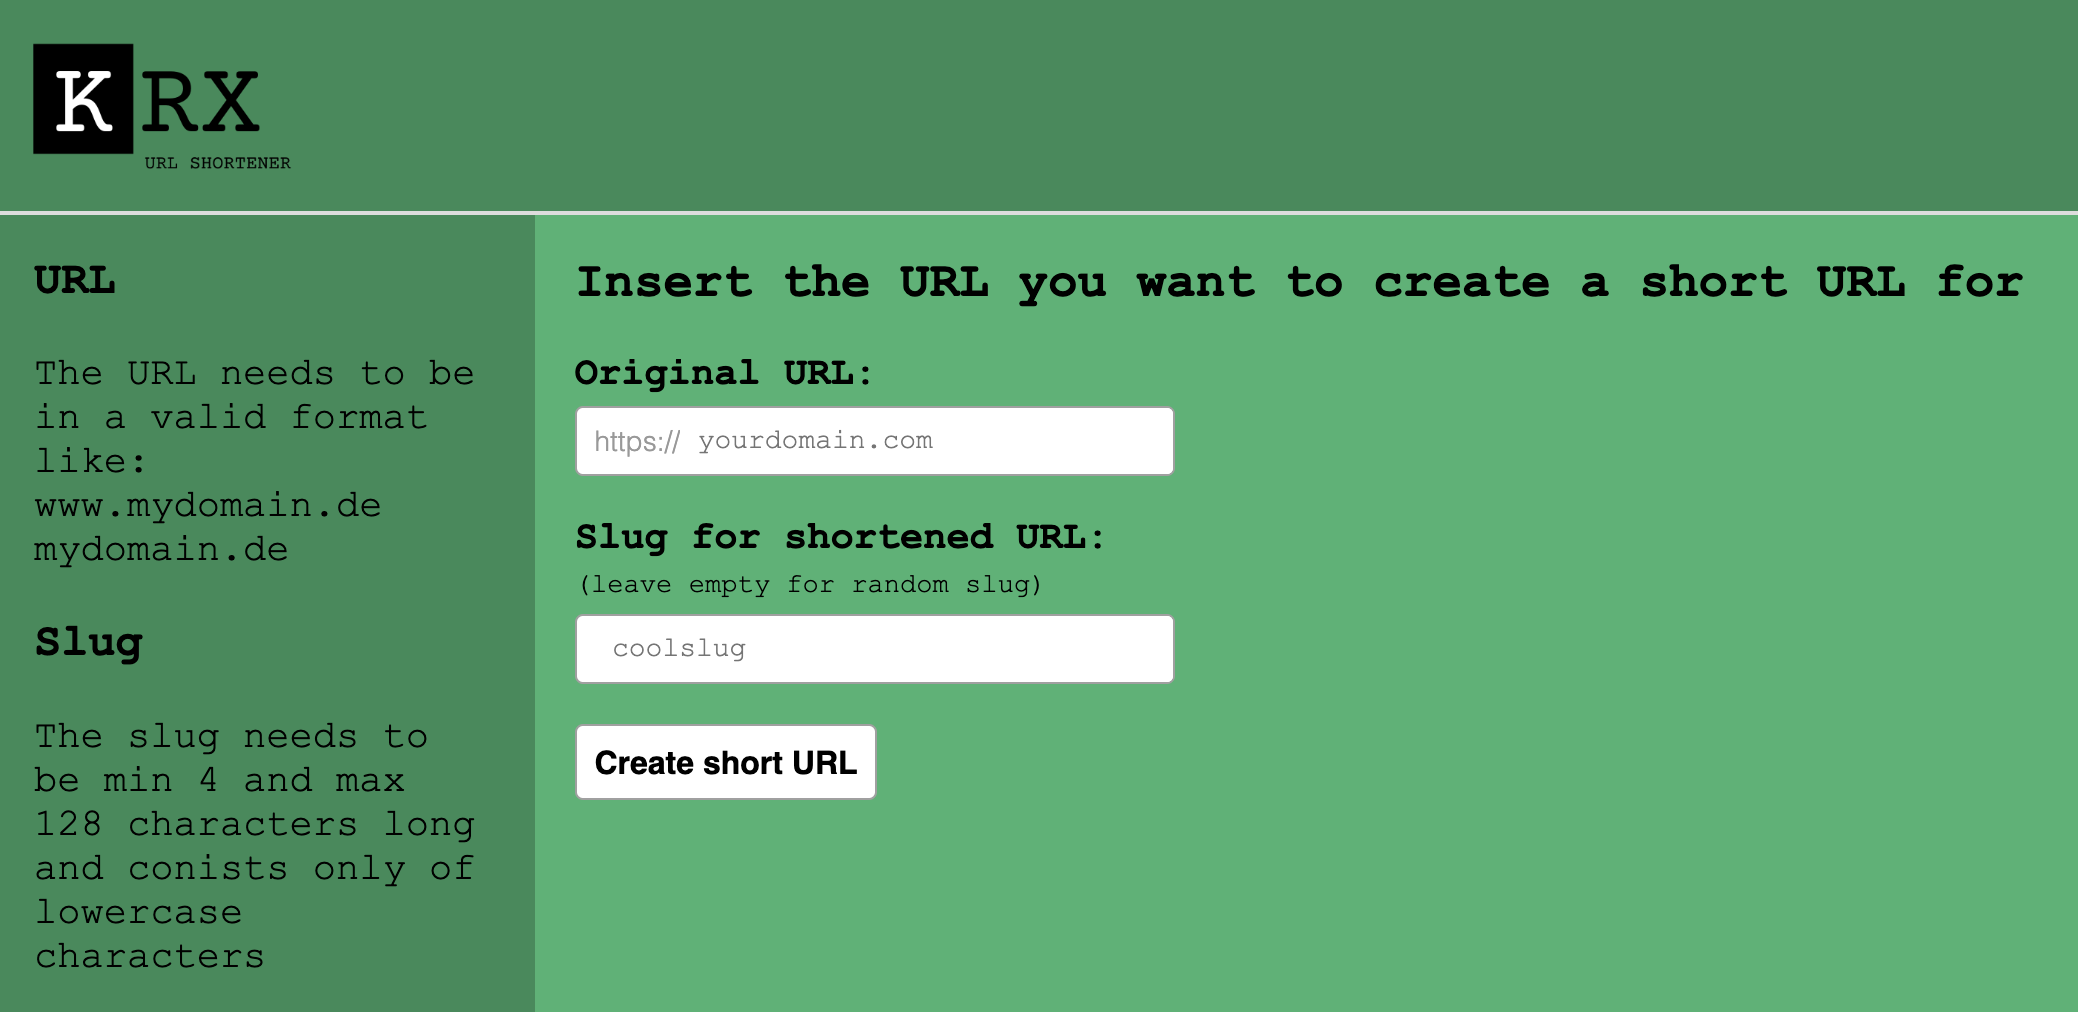 KRX
URL SHORTENER
URL
The URL needs to be
in a valid format
like:
www.mydomain.de
mydomain.de
Slug
The slug needs to
be min 4 and max
128 characters long
and conists only of
lowercase
characters
Insert the URL you want to create a short URL for
Original URL:
https:// yourdomain.com
Slug for shortened URL:
(leave empty for random slug)
coolslug
Create short URL